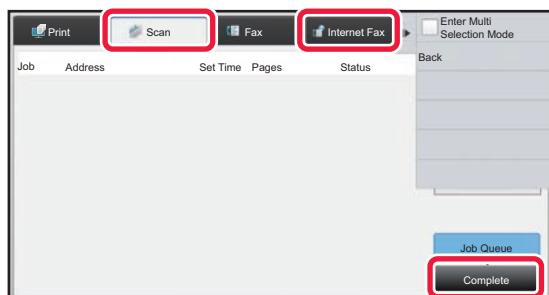 Print Scan Fax Internet Fax
Enter Multi
Selection Mode
Back
Job Address Set Time Pages Status
Job Queue
Complete